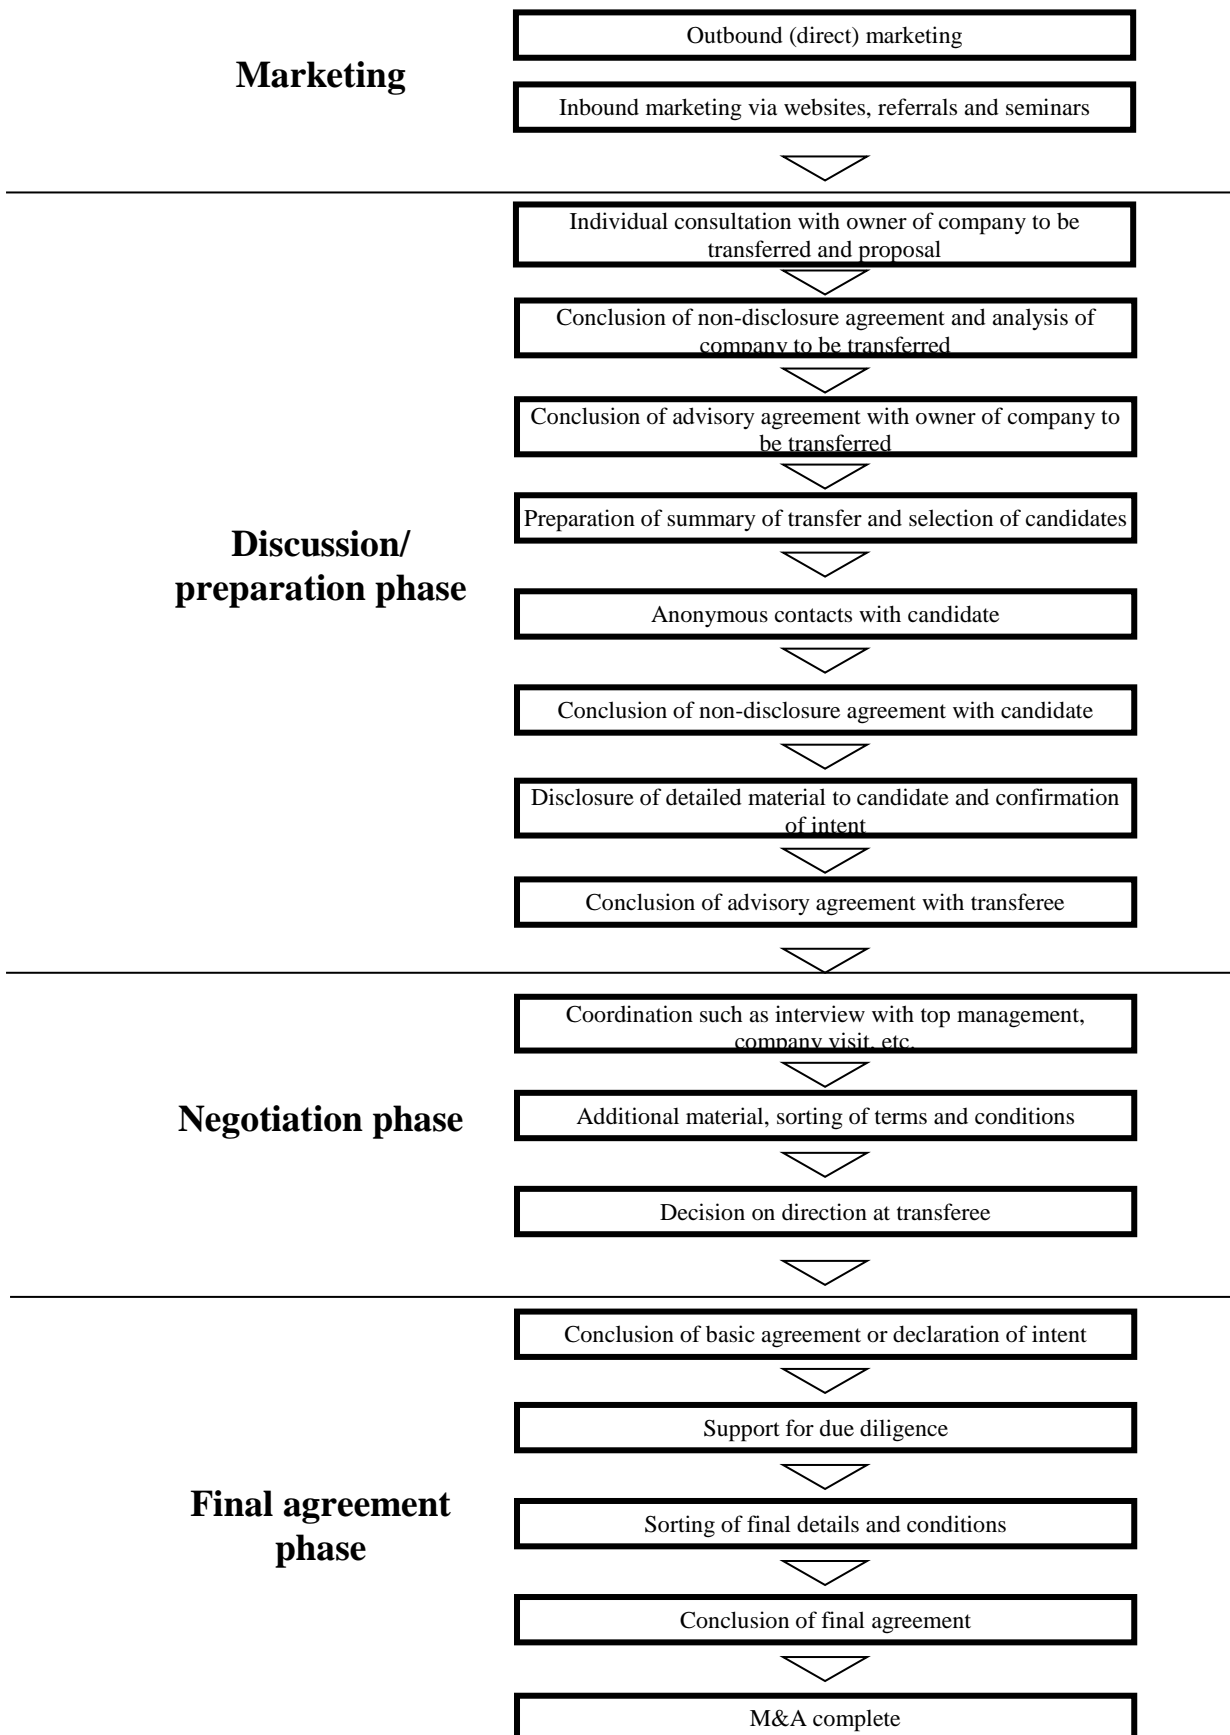 Marketing
Outbound (direct) marketing
Inbound marketing via websites, referrals and seminars
Discussion/
preparation phase
Individual consultation with owner of company to be
transferred and proposal
Conclusion of non-disclosure agreement and analysis of
company to be transferred
Conclusion of advisory agreement with owner of company to
be transferred
Preparation of summary of transfer and selection of candidates
Anonymous contacts with candidate
Conclusion of non-disclosure agreement with candidate
Disclosure of detailed material to candidate and confirmation
of intent
Conclusion of advisory agreement with transferee
Negotiation phase
Coordination such as interview with top management,
company visit, etc.
Additional material, sorting of terms and conditions
Decision on direction at transferee
Final agreement
phase
Conclusion of basic agreement or declaration of intent
Support for due diligence
Sorting of final details and conditions
Conclusion of final agreement
M&A complete